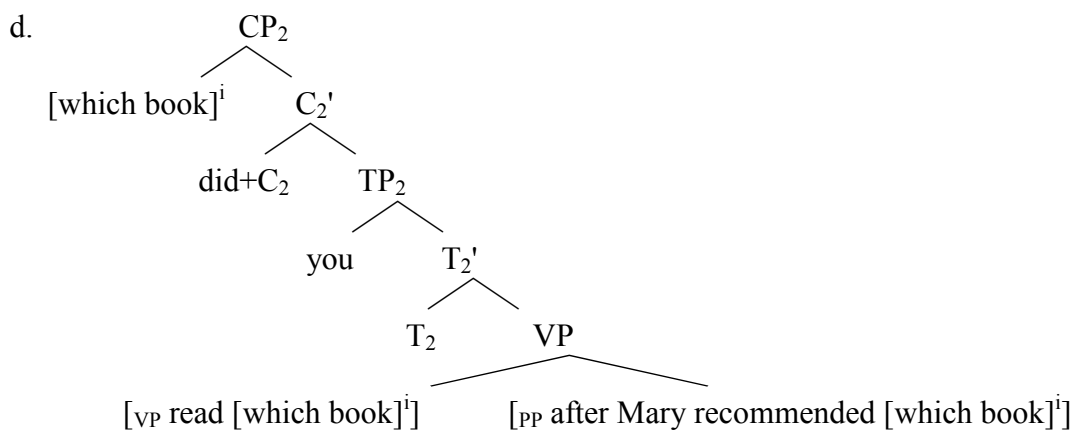 d. CP₂
[which book]ⁱ C₂'
did+C₂ TP₂
you T₂'
T₂ VP
[VP read [which book]ⁱ] [PP after Mary recommended [which book]ⁱ]